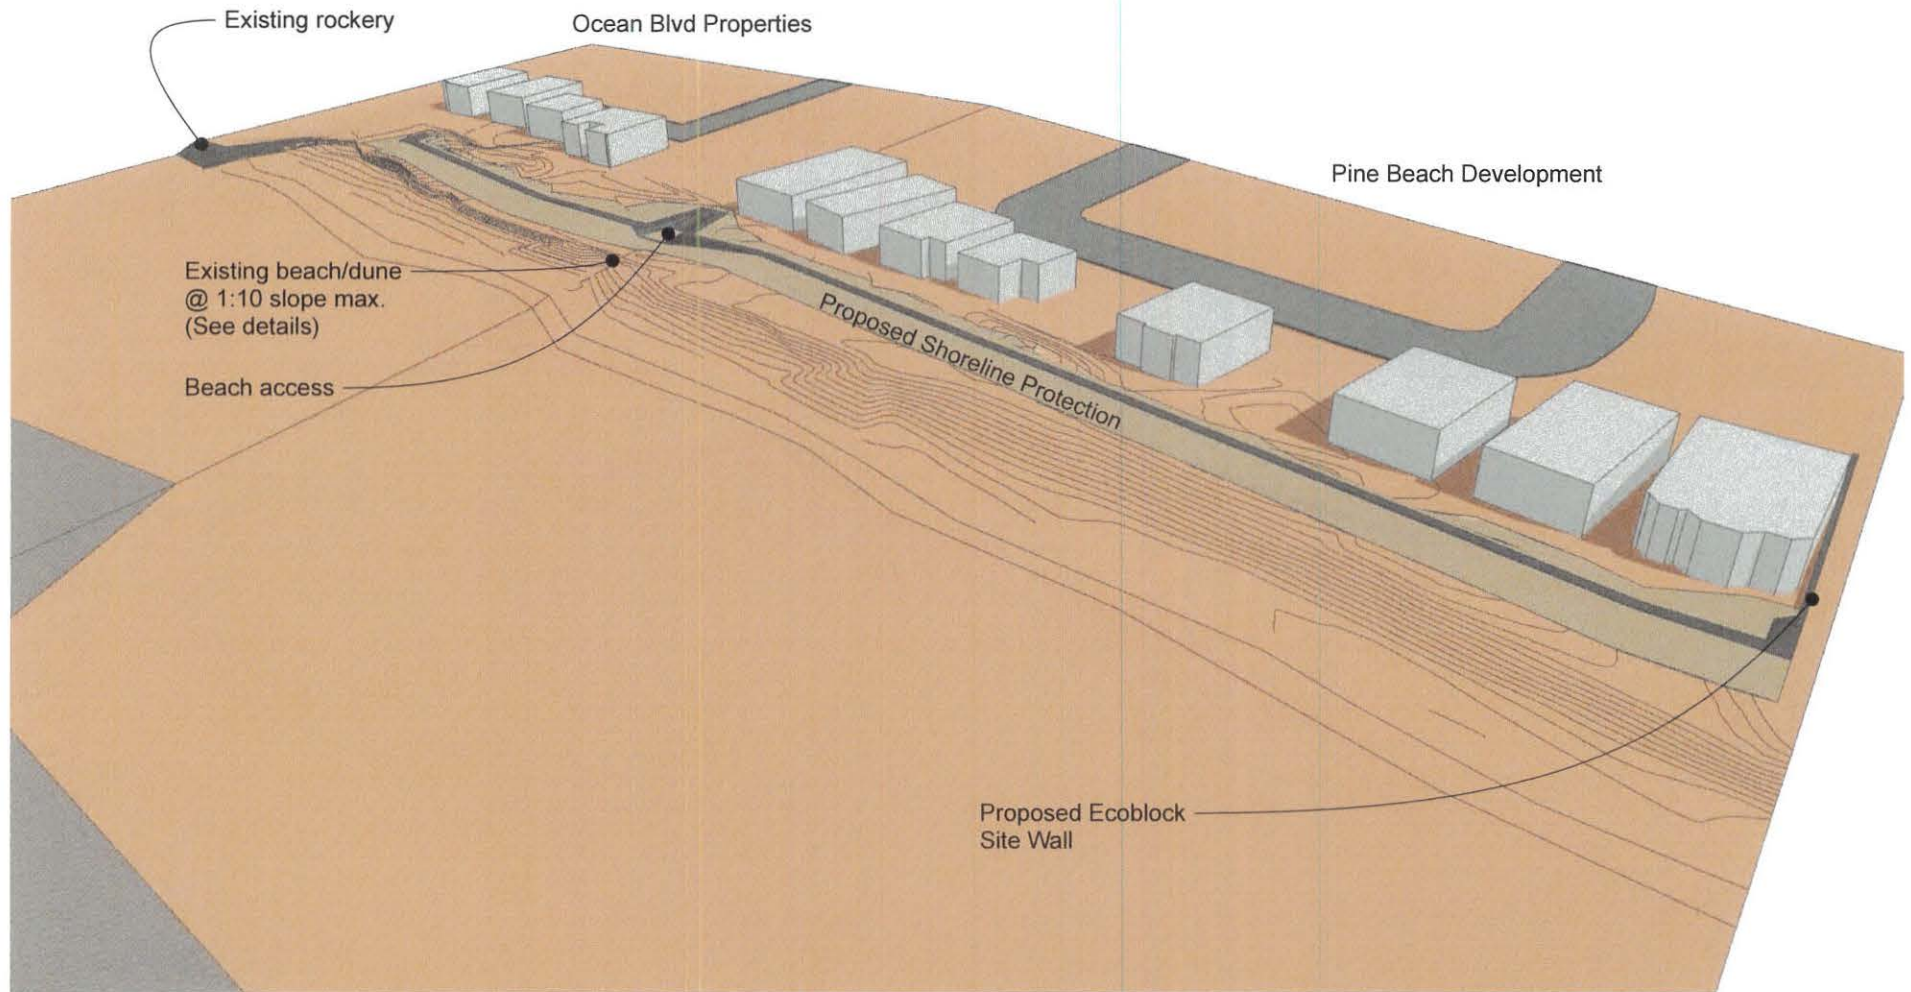 Existing rockery
Ocean Blvd Properties
Pine Beach Development
Existing beach/dune
@ 1:10 slope max.
(See details)
Beach access
Proposed Shoreline Protection
Proposed Ecoblock
Site Wall